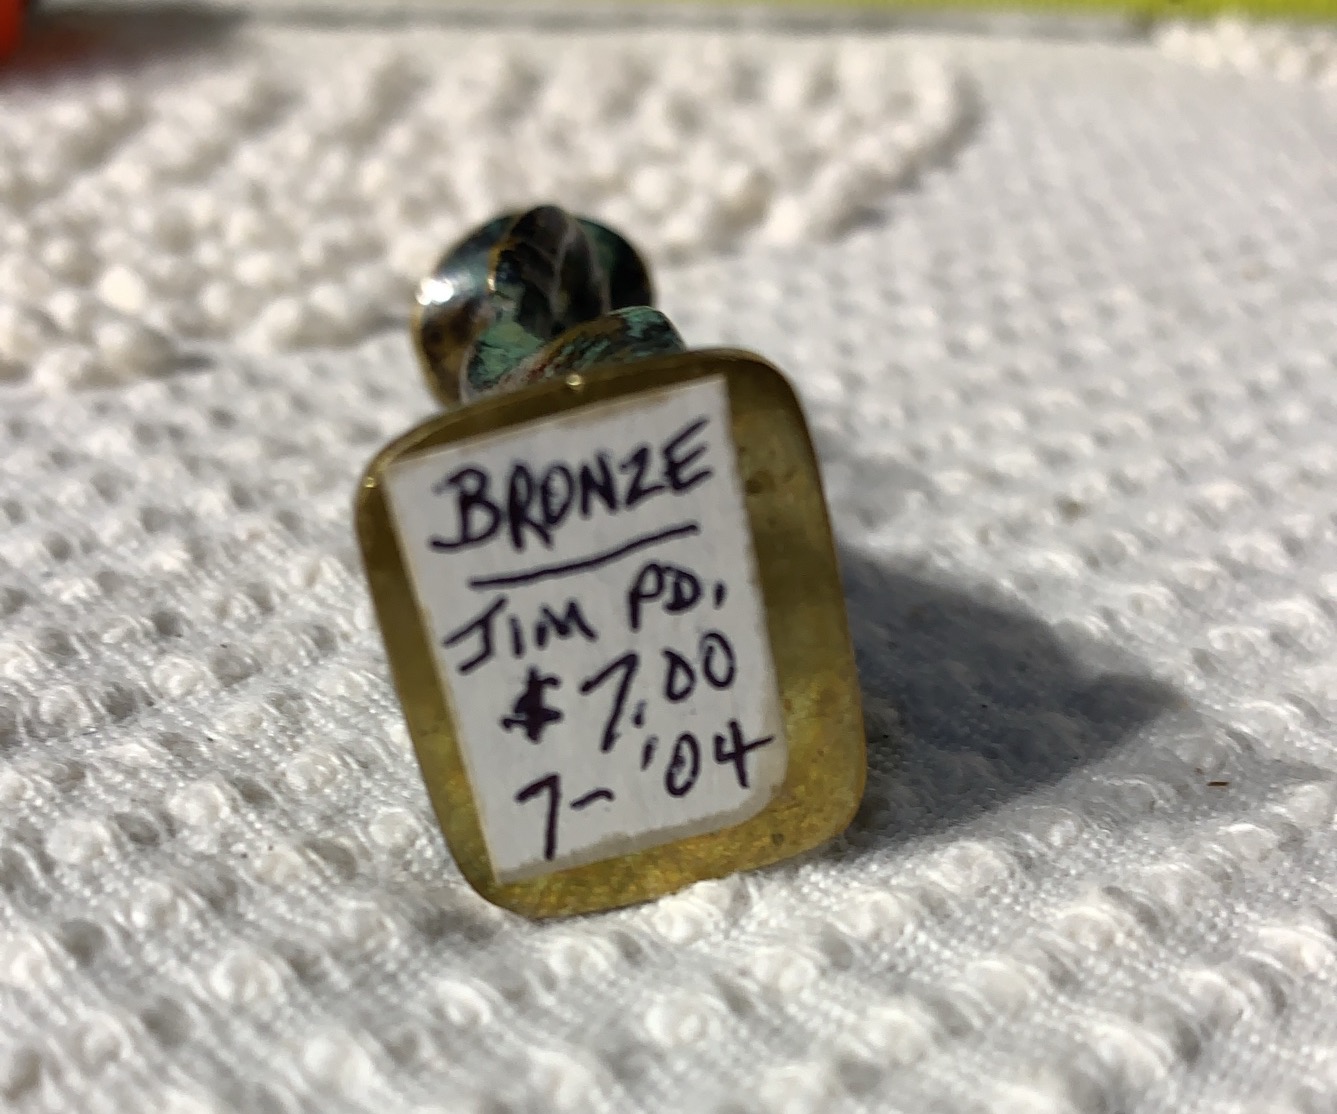 BRONZE
JIM PD.
$7.00
7-'04